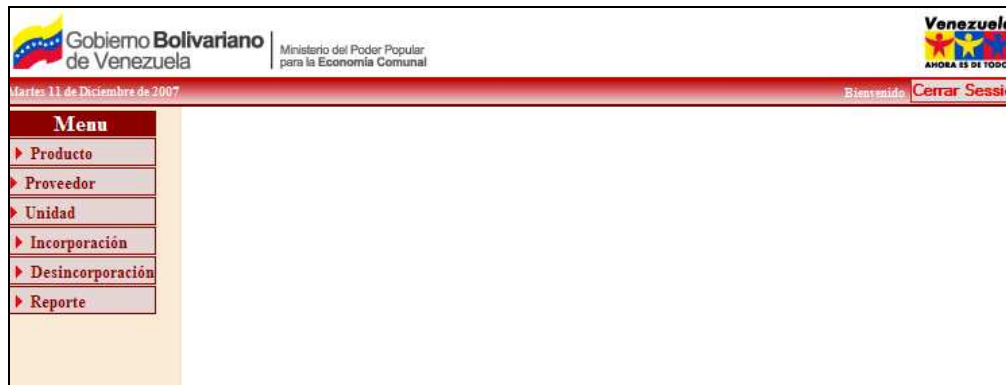 Gobierno Bolivariano
de Venezuela
Ministerio del Poder Popular
para la Economía Comunal
Venezuela
AHORA ES DE TODOS
Martes 11 de Diciembre de 2007
Bienvenido
Cerrar Sessi
Menu
Producto
Proveedor
Unidad
Incorporación
Desincorporación
Reporte